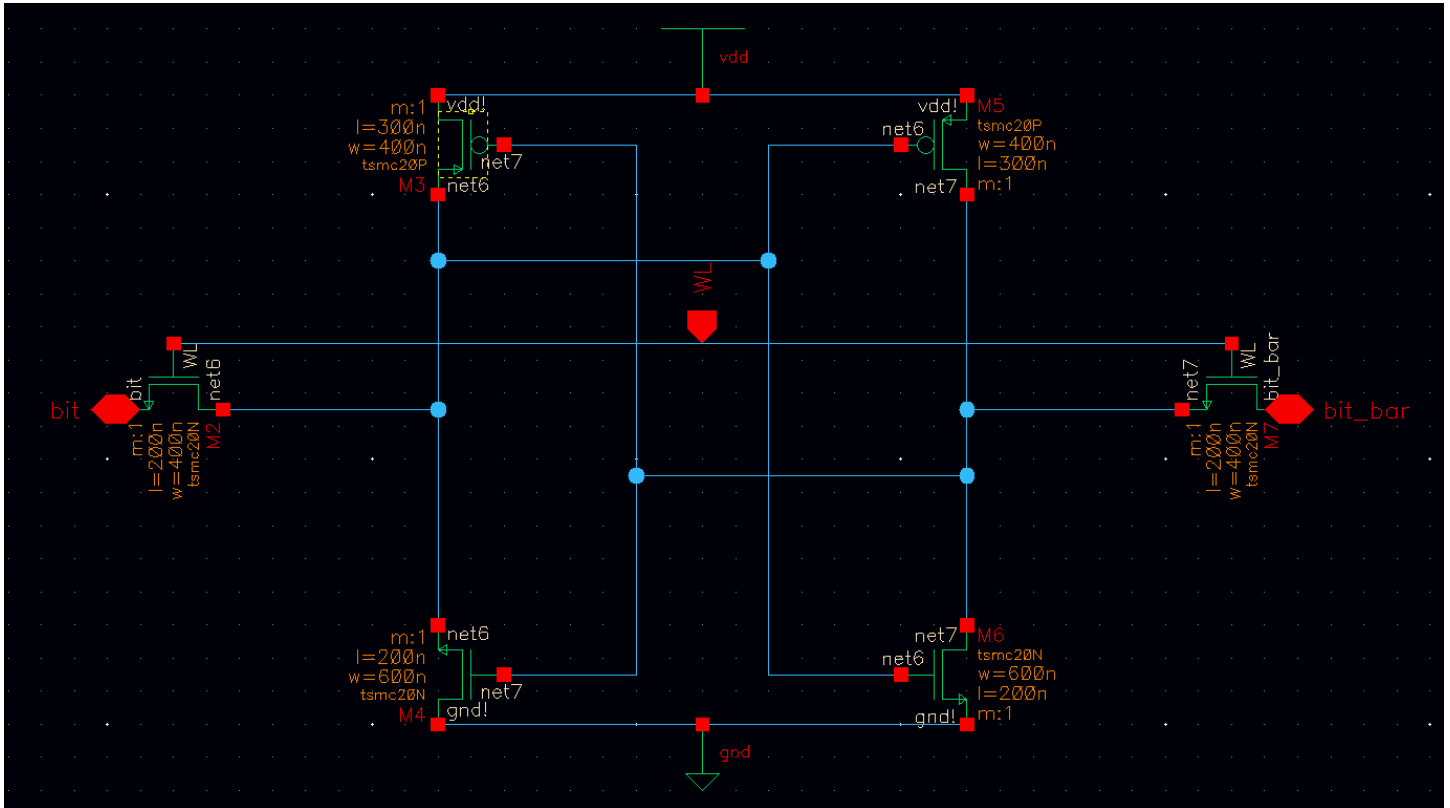 vdd
m:1
l=300n
w=400n
tsmc20P
M3
vdd!
net7
net6
vdd!
net6
net7
M5
tsmc20P
w=400n
l=300n
m:1
WL
bit
bit
WL
net6
m:1
l=200n
w=400n
tsmc20N
M2
net7
WL
bit_bar
bit_bar
m:1
l=200n
w=400n
tsmc20N
M7
m:1
l=200n
w=600n
tsmc20N
M4
net6
net7
gnd!
net7
net6
gnd!
M6
tsmc20N
w=600n
l=200n
m:1
gnd